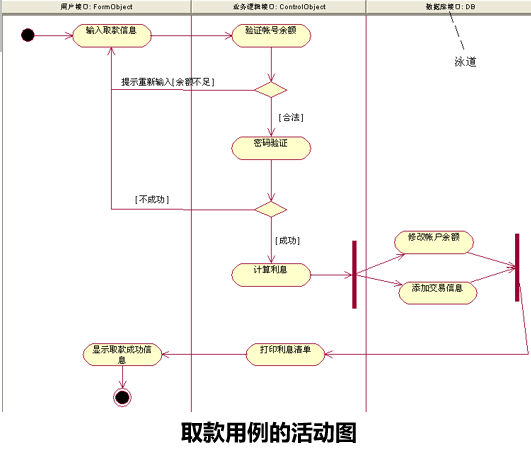 用户接口: FormObject
业务逻辑接口: ControlObject
数据库接口: DB
泳道
输入取款信息
验证帐号余额
提示重新输入[余额不足]
[合法]
密码验证
[不成功]
[成功]
计算利息
修改帐户余额
添加交易信息
显示取款成功信
息
打印利息清单
取款用例的活动图